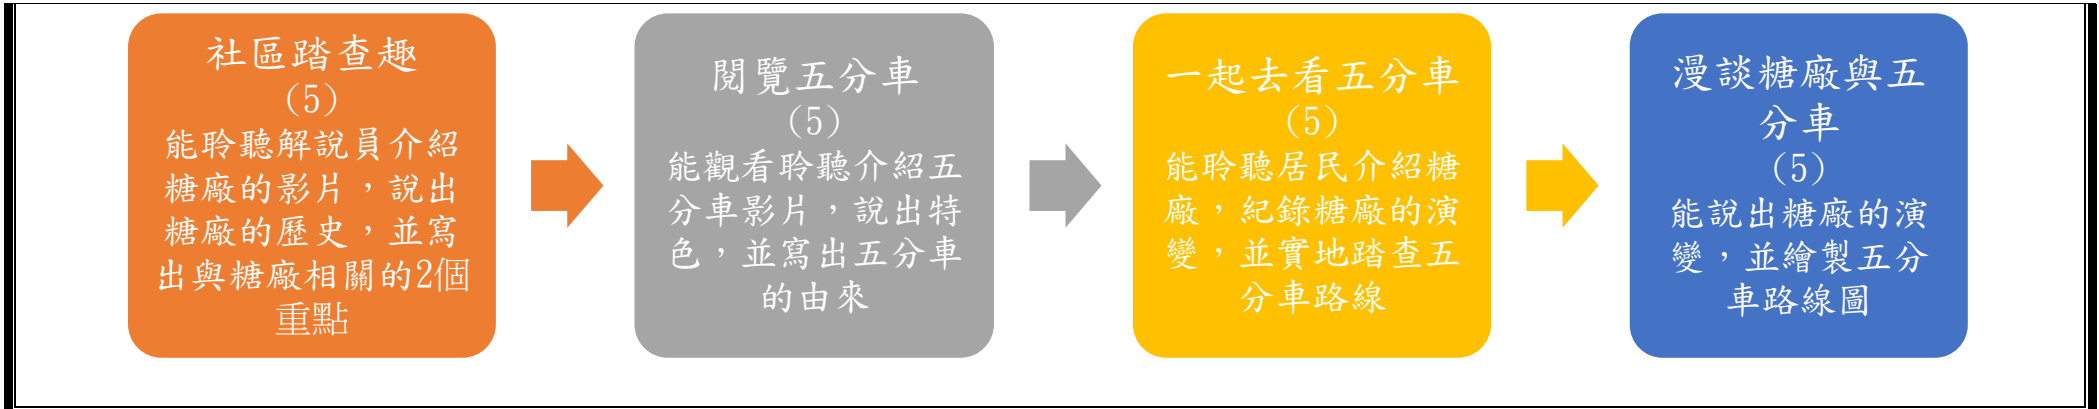 社區踏查趣
(5)
能聆聽解說員介紹
糖廠的影片，說出
糖廠的歷史，並寫
出與糖廠相關的2個
重點
閱覽五分車
(5)
能觀看聆聽介紹五
分車影片，說出特
色，並寫出五分車
的由來
一起去看五分車
(5)
能聆聽居民介紹糖
廠，紀錄糖廠的演
變，並實地踏查五
分車路線
漫談糖廠與五
分車
(5)
能說出糖廠的演
變，並繪製五分
車路線圖